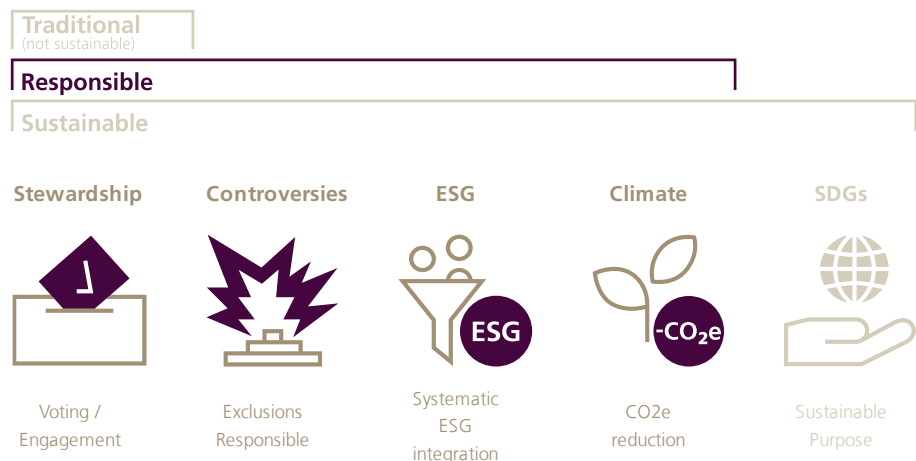 Traditional
(not sustainable)
Responsible
Sustainable
Stewardship
Controversies
ESG
Climate
SDGs
ESG
-CO₂e
Voting /
Engagement
Exclusions
Responsible
Systematic
ESG
integration
CO2e
reduction
Sustainable
Purpose